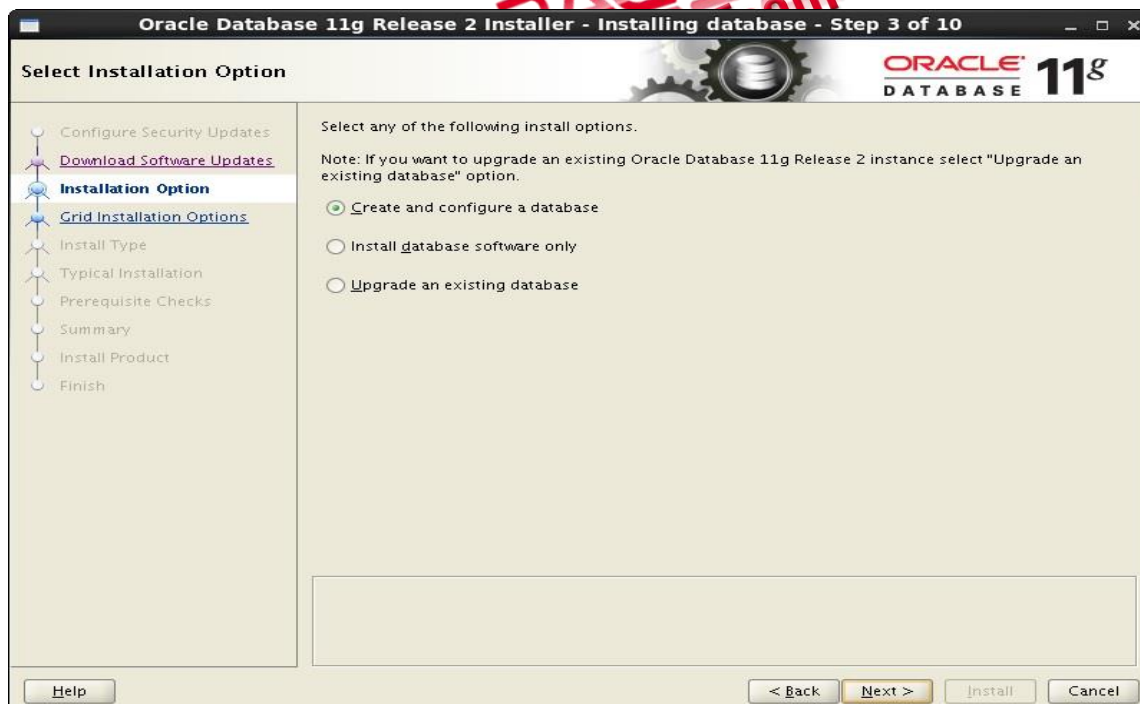 Oracle Database 11g Release 2 Installer - Installing database - Step 3 of 10
Select Installation Option
ORACLE
DATABASE
11g
Configure Security Updates
Download Software Updates
Installation Option
Grid Installation Options
Install Type
Typical Installation
Prerequisite Checks
Summary
Install Product
Finish
Select any of the following install options.
Note: If you want to upgrade an existing Oracle Database 11g Release 2 instance select "Upgrade an
existing database" option.
Create and configure a database
Install database software only
Upgrade an existing database
Help
< Back
Next >
Install
Cancel